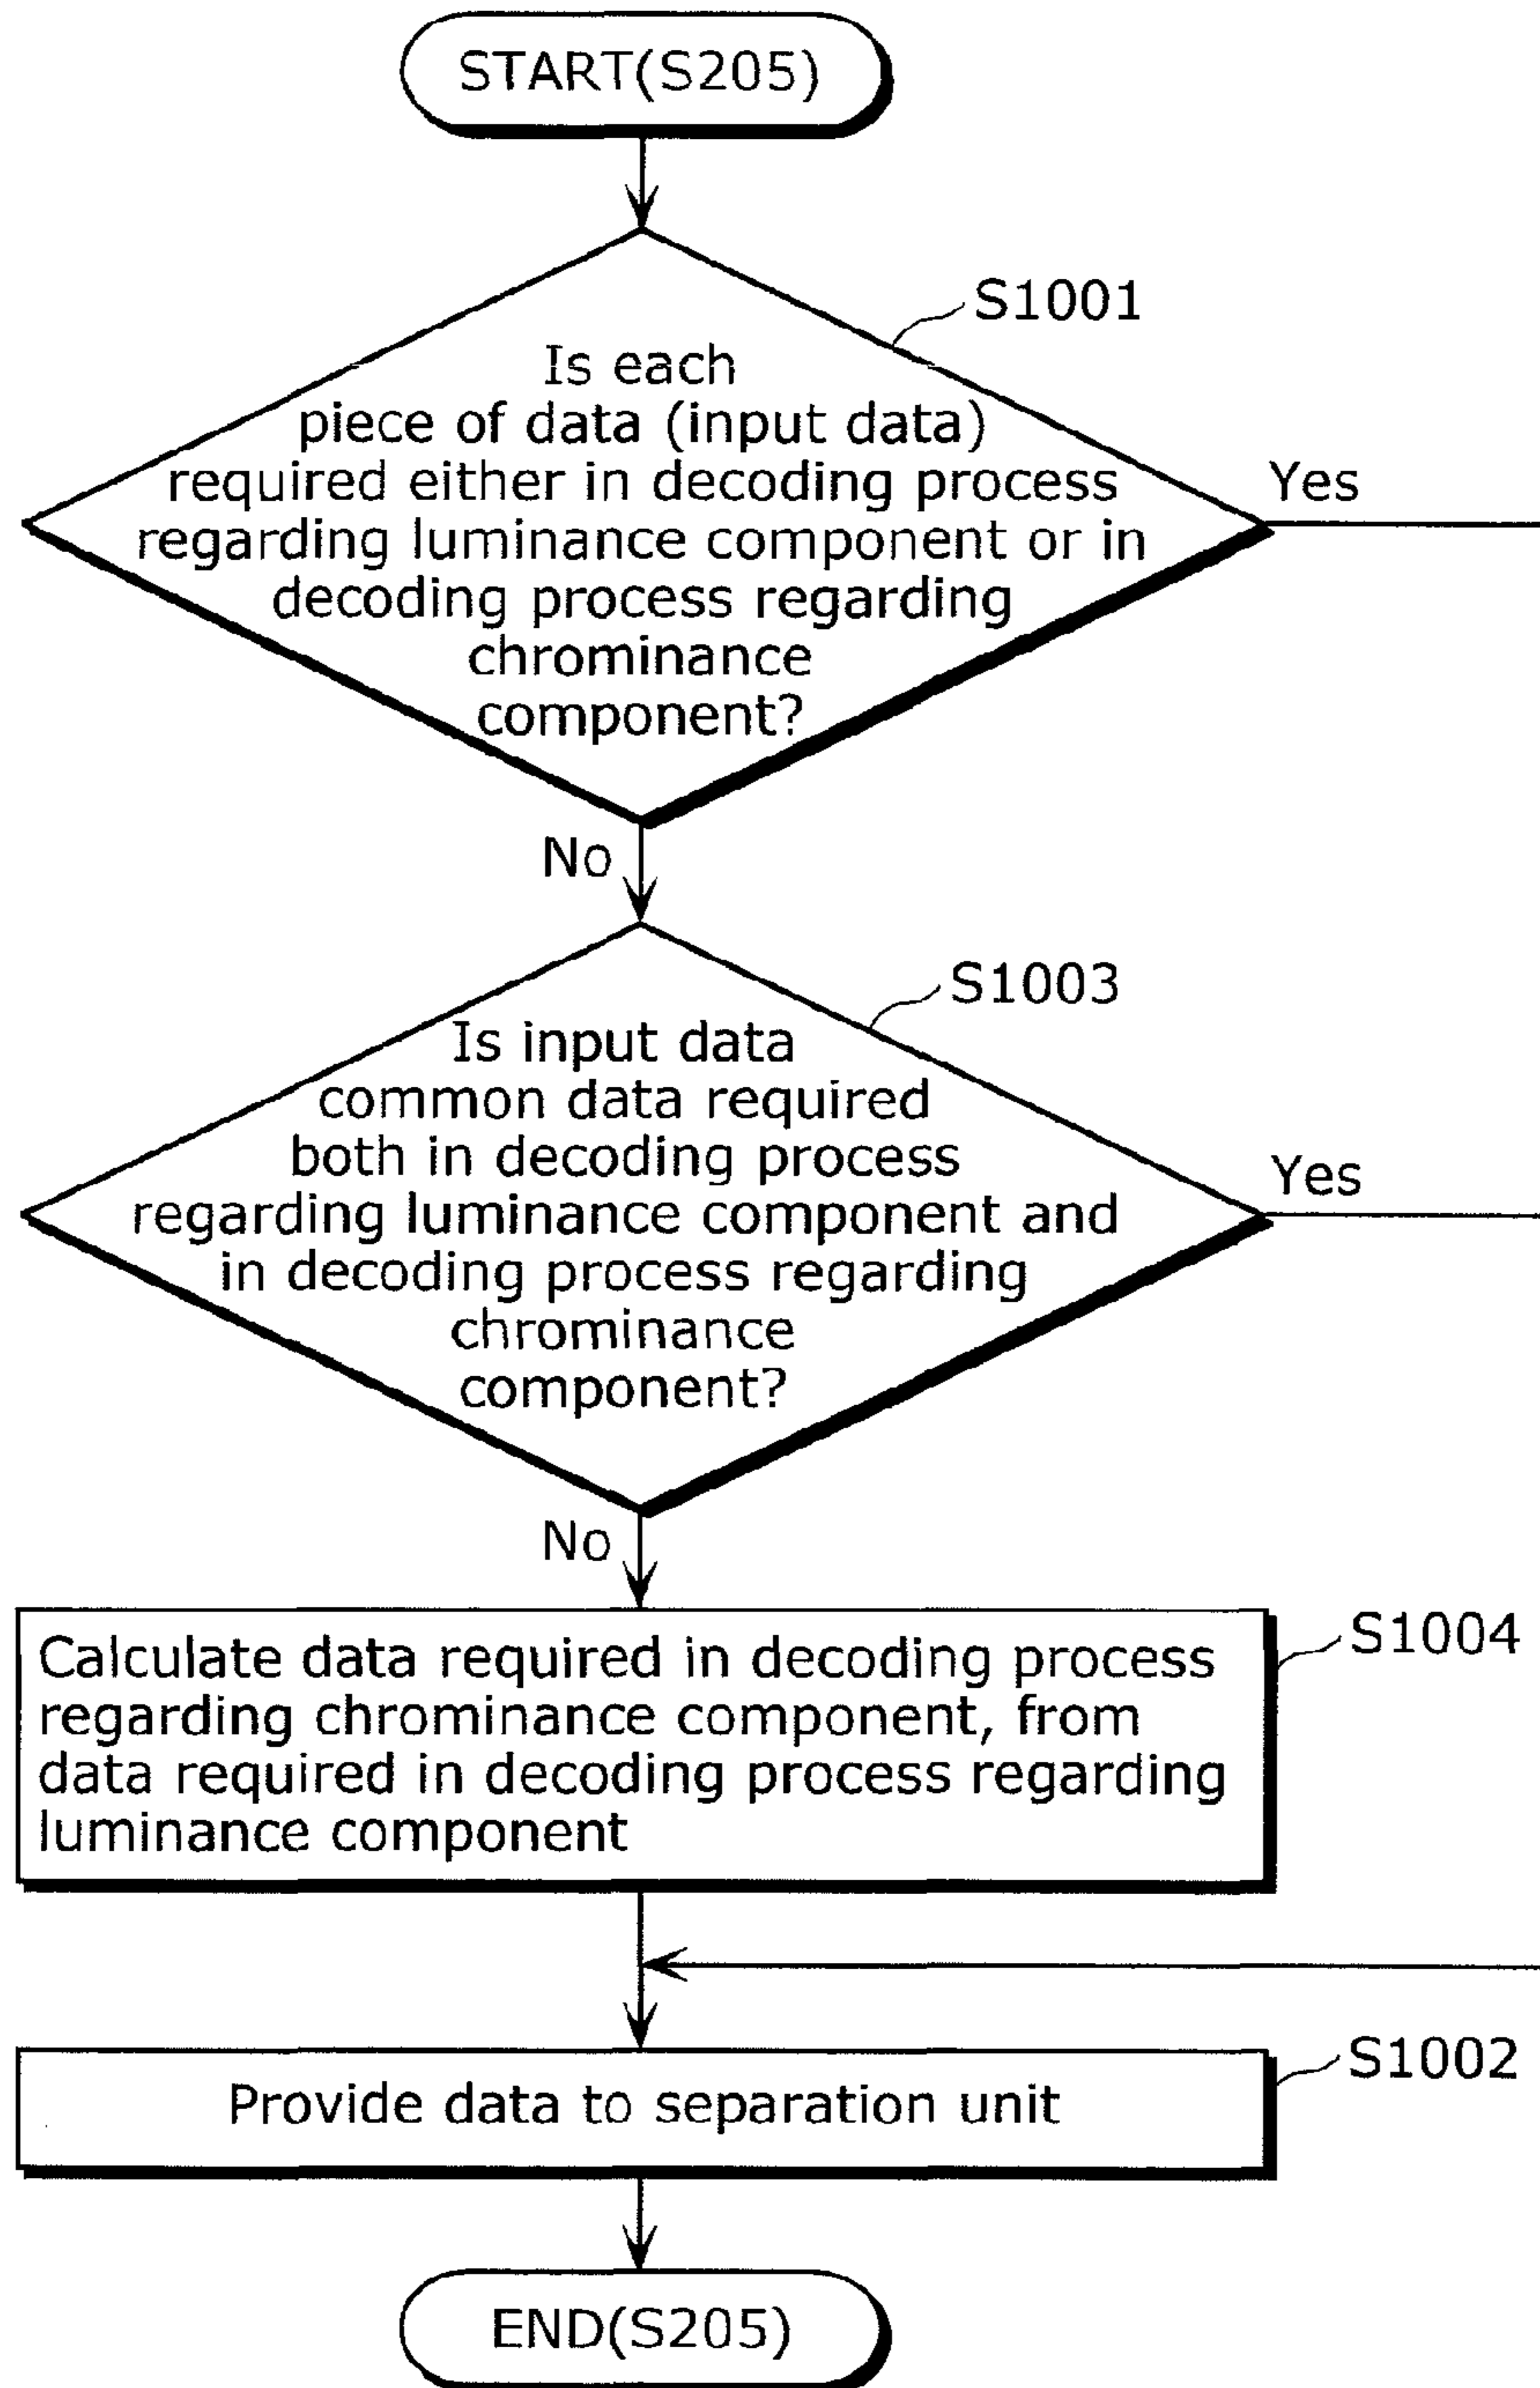 START(S205)
S1001
Is each
piece of data (input data)
required either in decoding process
regarding luminance component or in
decoding process regarding
chrominance
component?
Yes
No
S1003
Is input data
common data required
both in decoding process
regarding luminance component and
in decoding process regarding
chrominance
component?
Yes
No
S1004
Calculate data required in decoding process
regarding chrominance component, from
data required in decoding process regarding
luminance component
S1002
Provide data to separation unit
END(S205)